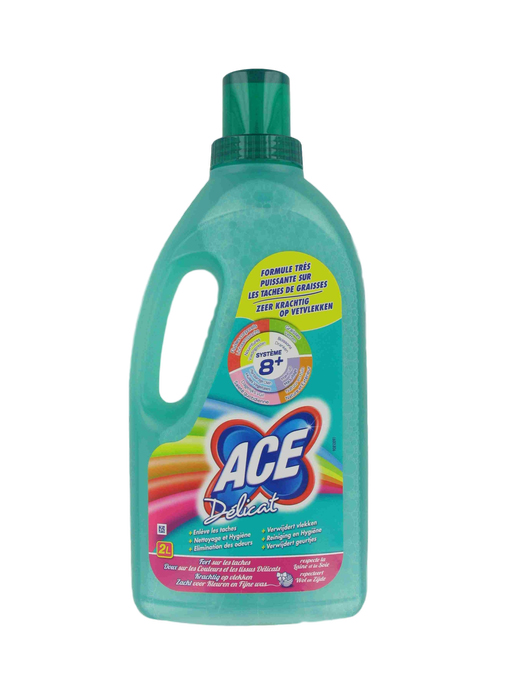 FORMULE TRÈS
PUISSANTE SUR
LES TACHES DE GRAISSES
ZEER KRACHTIG
OP VETVLEKKEN
SYSTÈME
8+
ACE
Délicat
• Enlève les taches
• Nettoyage et Hygiène
• Elimination des odeurs
• Verwijdert vlekken
• Reiniging en Hygiëne
• Verwijdert geurtjes
2L
Fort sur les taches
Doux sur les Couleurs et les tissus Délicats
Krachtig op vlekken
Zacht voor Kleuren en Fijne was
respecte la
Laine et la Soie
respecteert
Wol en Zijde